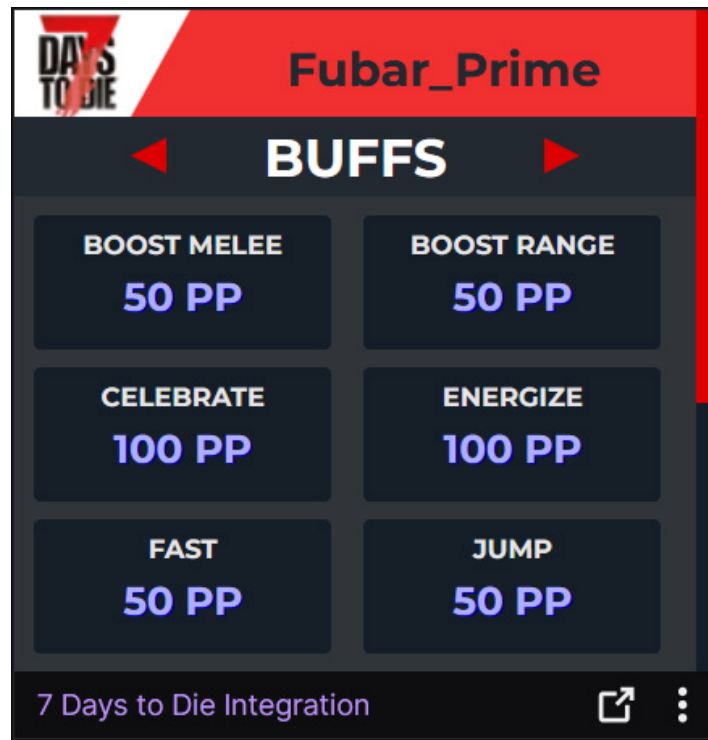 DAYS
TO DIE
Fubar_Prime
BUFFS
BOOST MELEE
50 PP
BOOST RANGE
50 PP
CELEBRATE
100 PP
ENERGIZE
100 PP
FAST
50 PP
JUMP
50 PP
7 Days to Die Integration